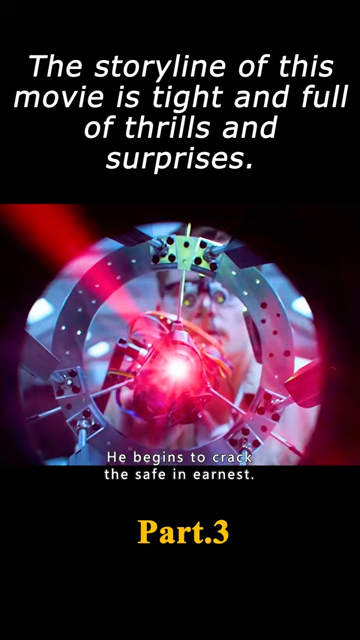 The storyline of this
movie is tight and full
of thrills and
surprises.
He begins to crack
the safe in earnest.
Part.3